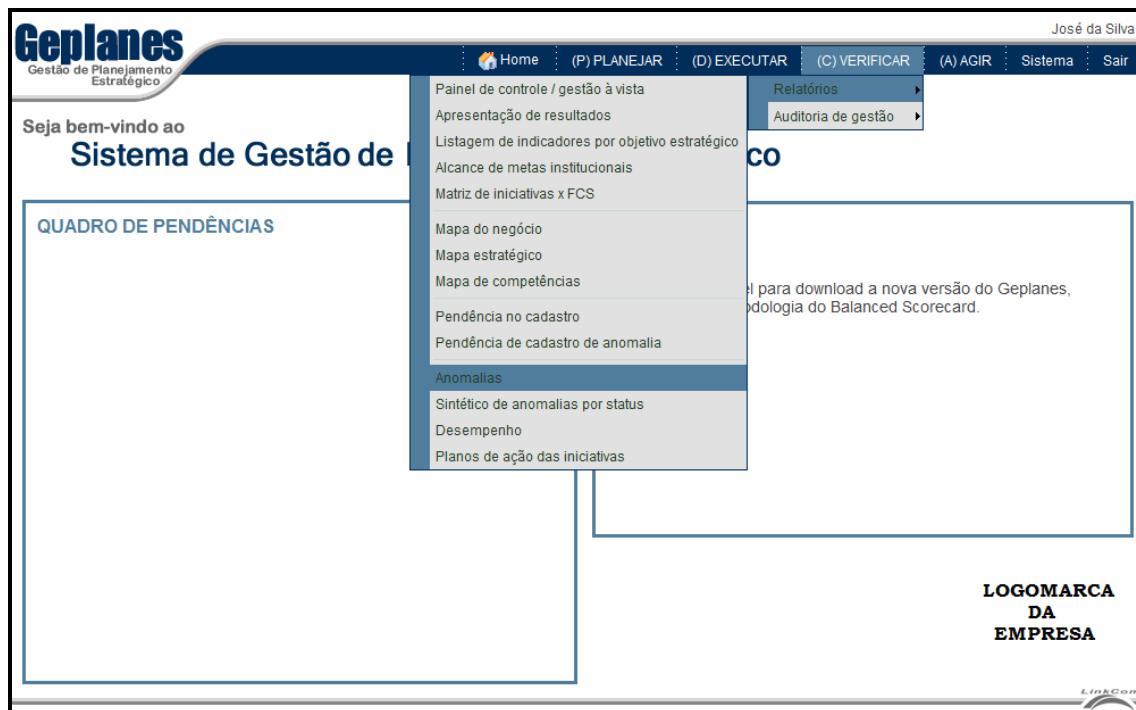 Geplanes
Gestão de Planejamento
Estratégico
José da Silva
Home
(P) PLANEJAR
(D) EXECUTAR
(C) VERIFICAR
(A) AGIR
Sistema
Sair
Relatórios
Auditoria de gestão
Painel de controle / gestão à vista
Apresentação de resultados
Listagem de indicadores por objetivo estratégico
Alcance de metas institucionais
Matriz de iniciativas x FCS
Mapa do negócio
Mapa estratégico
Mapa de competências
Pendência no cadastro
Pendência de cadastro de anomalia
Anomalias
Sintético de anomalias por status
Desempenho
Planos de ação das iniciativas
Seja bem-vindo ao
Sistema de Gestão de
co
QUADRO DE PENDÊNCIAS
para download a nova versão do Geplanes,
do Balanced Scorecard.
LOGOMARCA
DA
EMPRESA
LinkCom